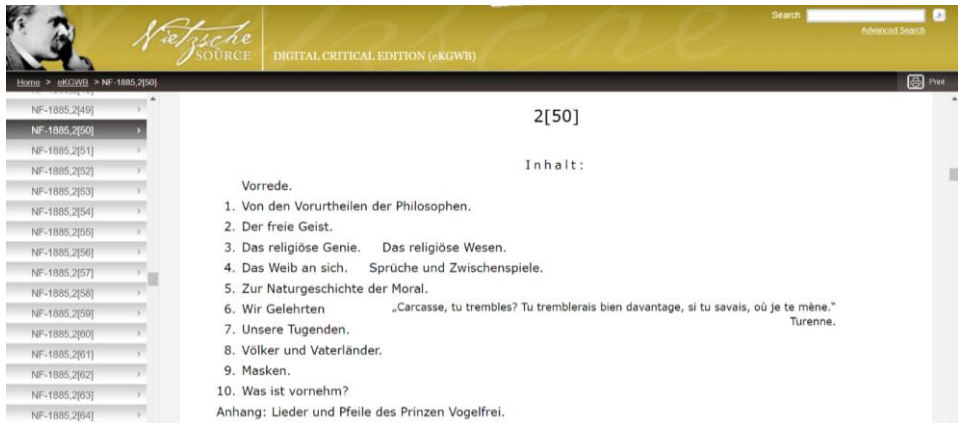 Nietzsche
SOURCE
DIGITAL CRITICAL EDITION (eKGWB)
Search
Advanced Search
Home > eKGWB > NF-1885,2[50]
Print
NF-1885,2[49]
NF-1885,2[50]
NF-1885,2[51]
NF-1885,2[52]
NF-1885,2[53]
NF-1885,2[54]
NF-1885,2[55]
NF-1885,2[56]
NF-1885,2[57]
NF-1885,2[58]
NF-1885,2[59]
NF-1885,2[60]
NF-1885,2[61]
NF-1885,2[62]
NF-1885,2[63]
NF-1885,2[64]
2[50]
Inhalt:
Vorrede.
1. Von den Vorurtheilen der Philosophen.
2. Der freie Geist.
3. Das religiöse Genie. Das religiöse Wesen.
4. Das Weib an sich. Sprüche und Zwischenspiele.
5. Zur Naturgeschichte der Moral.
6. Wir Gelehrten „Carcasse, tu trembles? Tu tremblerais bien davantage, si tu savais, où je te mène.“
Turenne.
7. Unsere Tugenden.
8. Völker und Vaterländer.
9. Masken.
10. Was ist vornehm?
Anhang: Lieder und Pfeile des Prinzen Vogelfrei.